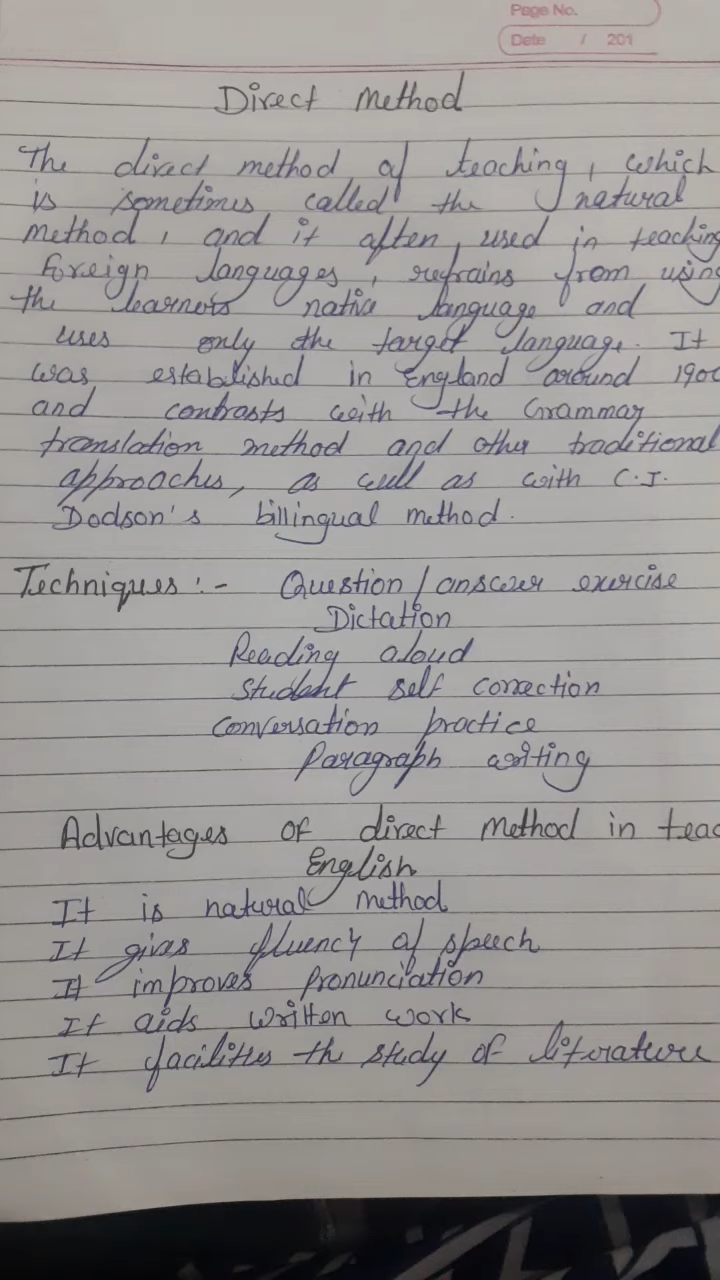 Page No.
Date / 201
Direct Method
The direct method of teaching, which
is sometimes called the natural
method, and it often, used in teaching
foreign languages, refrains from using
the learners native language and
uses only the target language. It
was establised in England around 190
and contrasts with the Grammar
translation method and other traditional
approaches, as well as with C.J.
Dodson's billingual method.
Techniques :- Question/answer exercise
Dictation
Reading aloud
Student self correction
Conversation practice
Paragraph writing
Advantages of direct method in teac
English
It is natural method
It gives fluency of speech
It improves pronunciation
It aids written work
It facilities the study of literature